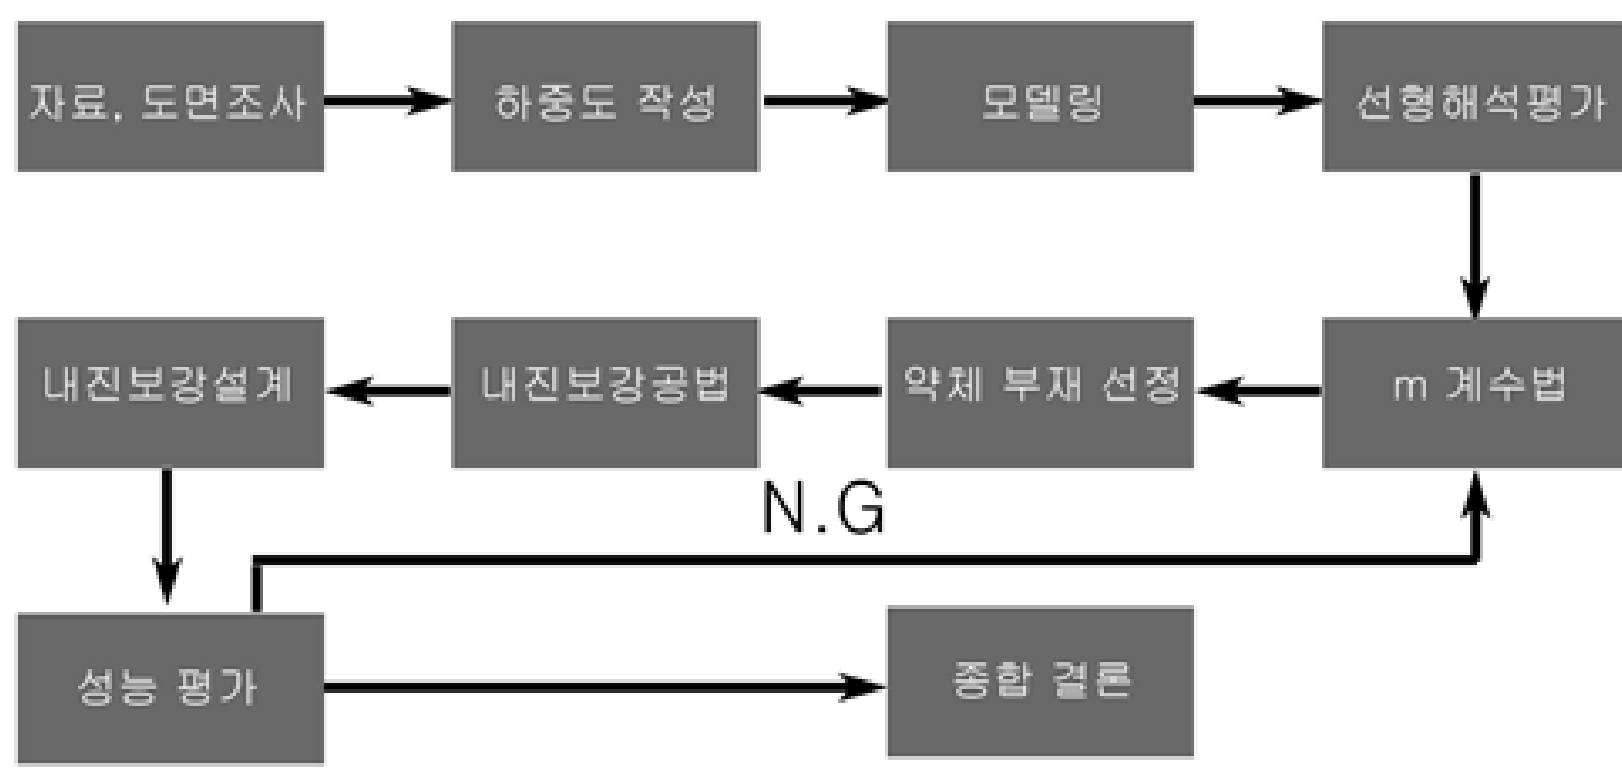 자료, 도면조사
하중도 작성
모델링
선형해석평가
내진보강설계
내진보강공법
약체 부재 선정
m 계수법
N.G
성능 평가
종합 결론